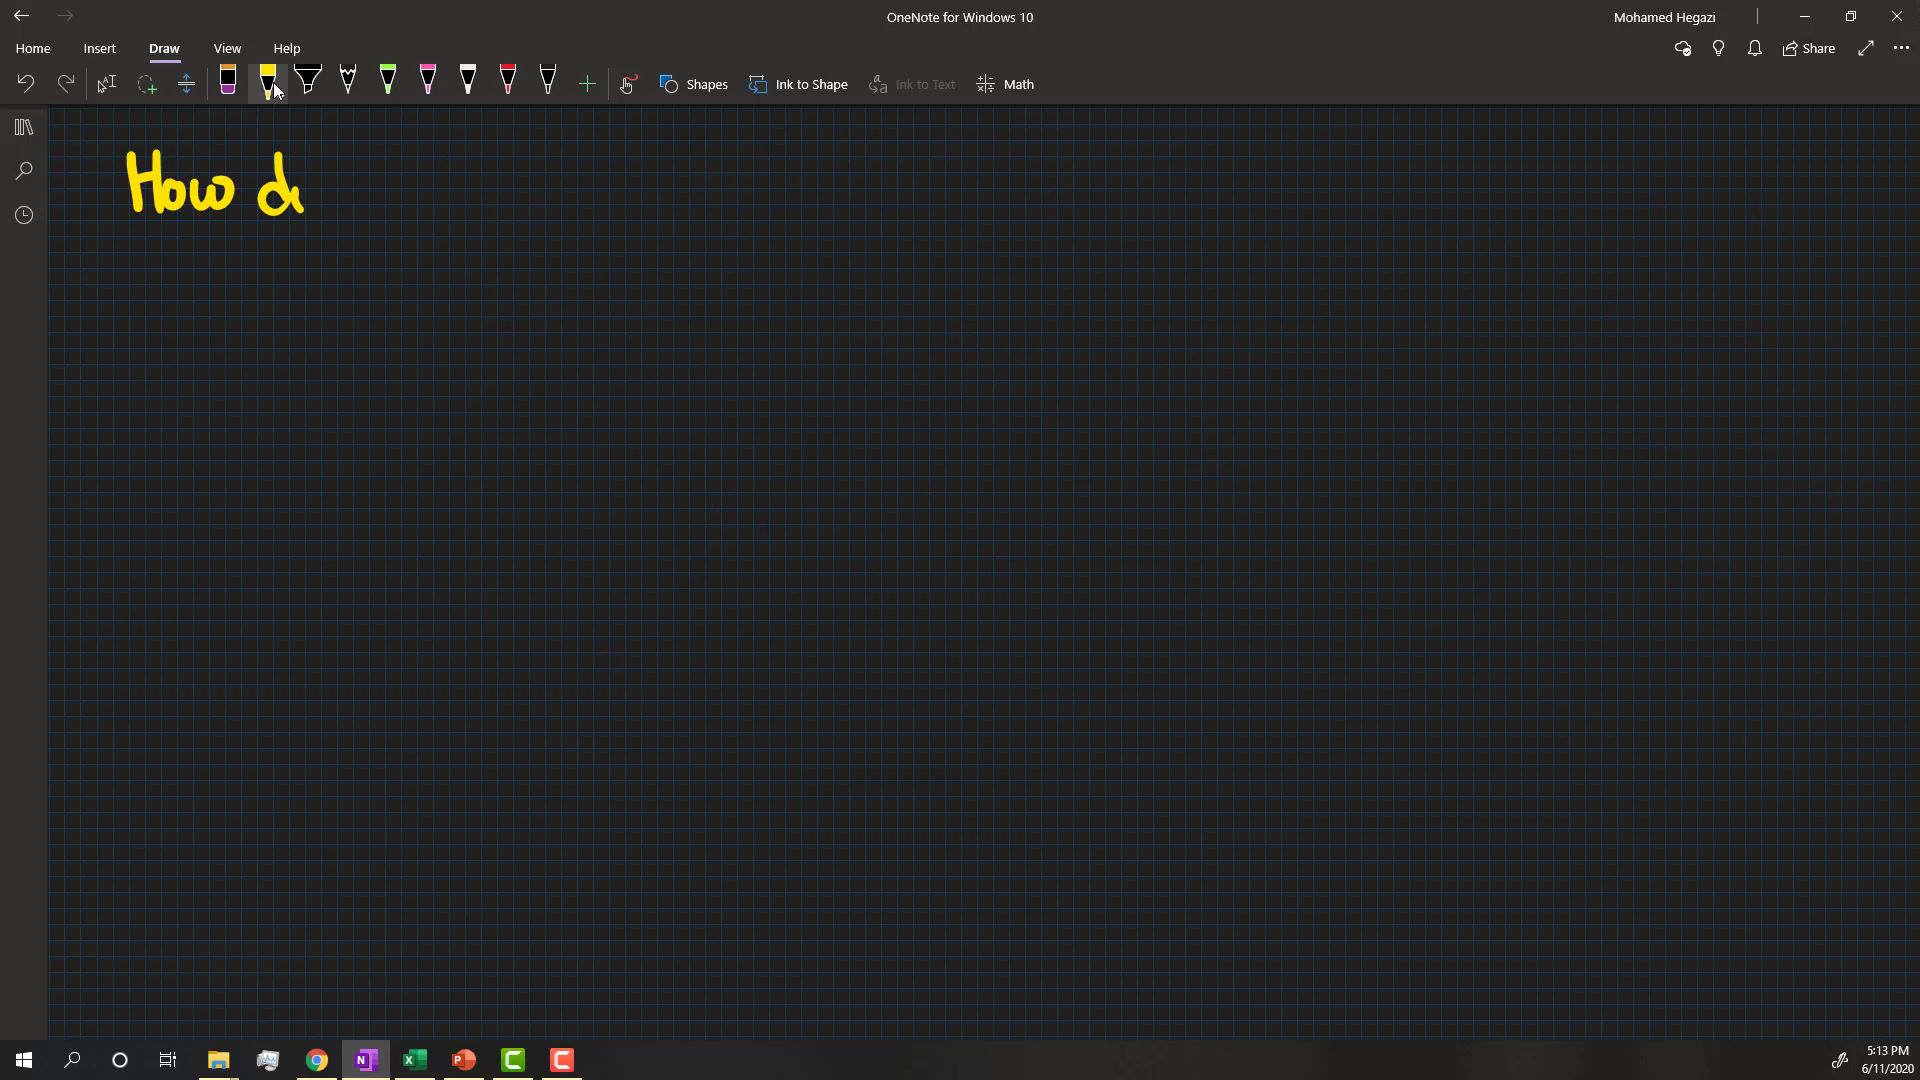 OneNote for Windows 10
Mohamed Hegazi
Home Insert Draw View Help
Share
Shapes Ink to Shape Ink to Text Math
How d
5:13 PM
6/11/2020